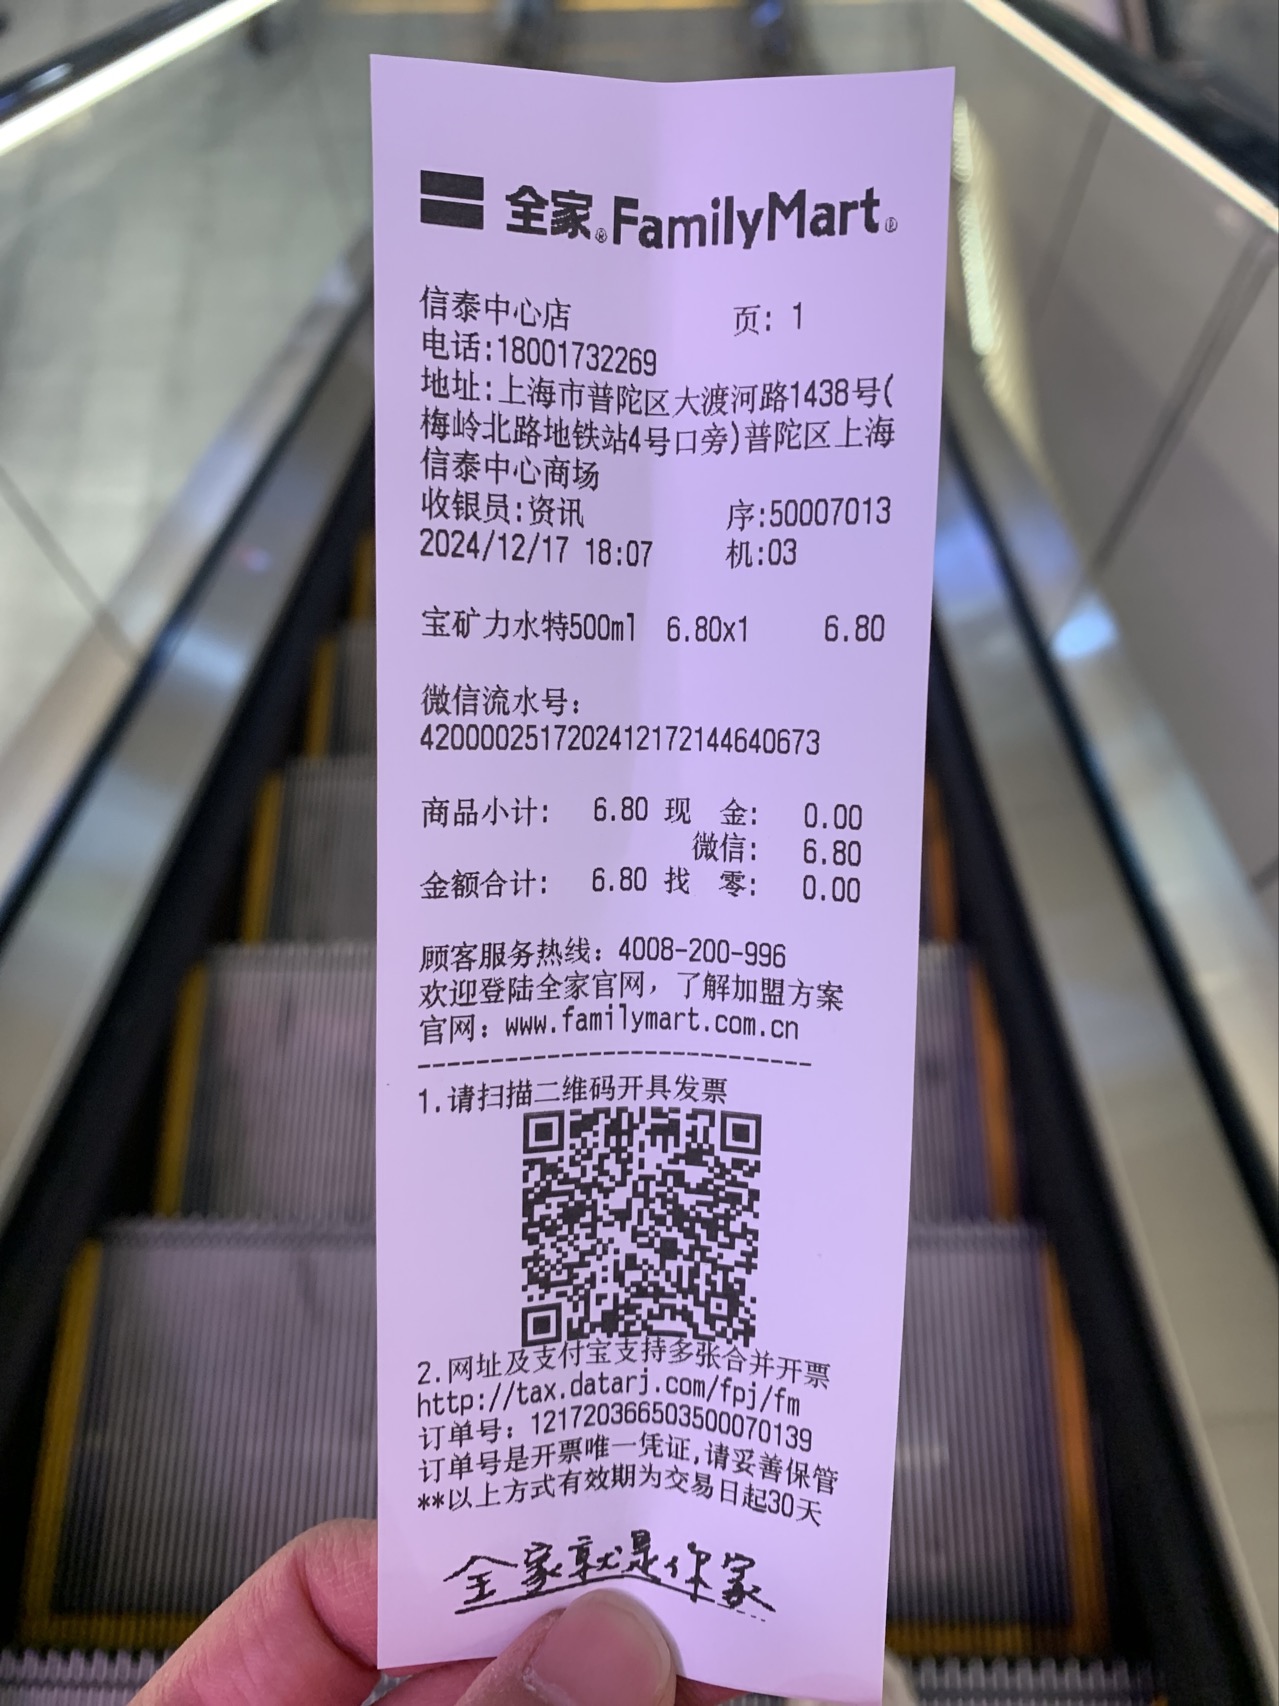 全家®FamilyMart®
信泰中心店 页: 1
电话:18001732269
地址:上海市普陀区大渡河路1438号(
梅岭北路地铁站4号口旁)普陀区上海
信泰中心商场
收银员:资讯 序:50007013
2024/12/17 18:07 机:03
宝矿力水特500ml 6.80x1 6.80
微信流水号:
4200002517202412172144640673
商品小计: 6.80 现 金: 0.00
微信: 6.80
金额合计: 6.80 找 零: 0.00
顾客服务热线: 4008-200-996
欢迎登陆全家官网, 了解加盟方案
官网: www.familymart.com.cn
----------------------------
1.请扫描二维码开具发票
2.网址及支付宝支持多张合并开票
http://tax.datarj.com/fpj/fm
订单号: 121720366503500070139
订单号是开票唯一凭证,请妥善保管
**以上方式有效期为交易日起30天
全家就是你家